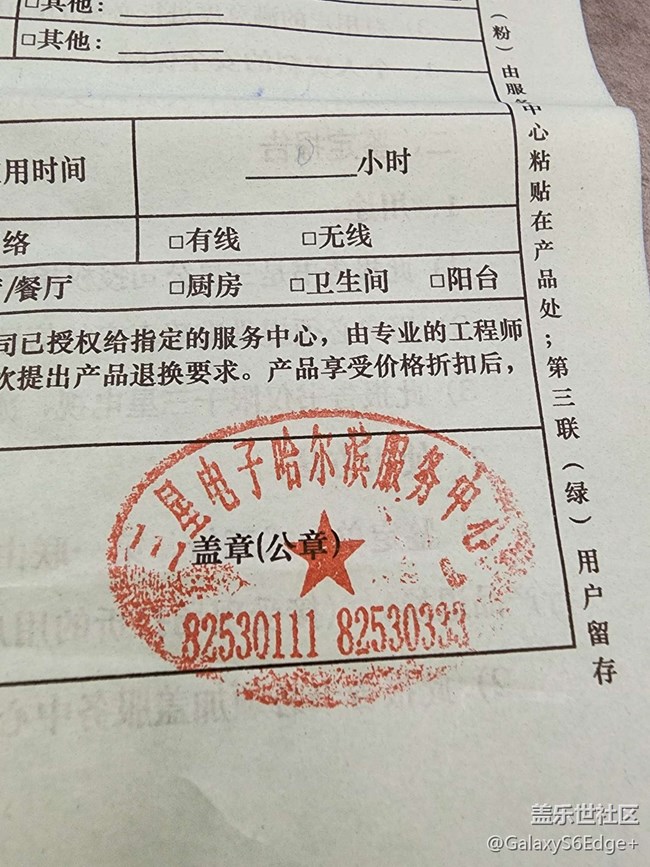 □其他：
□其他：
用时间
小时
络
□有线
□无线
/餐厅
□厨房
□卫生间
□阳台
司已授权给指定的服务中心，由专业的工程师
次提出产品退换要求。产品享受价格折扣后，
三星电子哈尔滨服务中心
盖章(公章)
82530111 82530333
（粉）由服务中心粘贴在产品处；第三联（绿）用户留存
盖乐世社区
@GalaxyS6Edge+